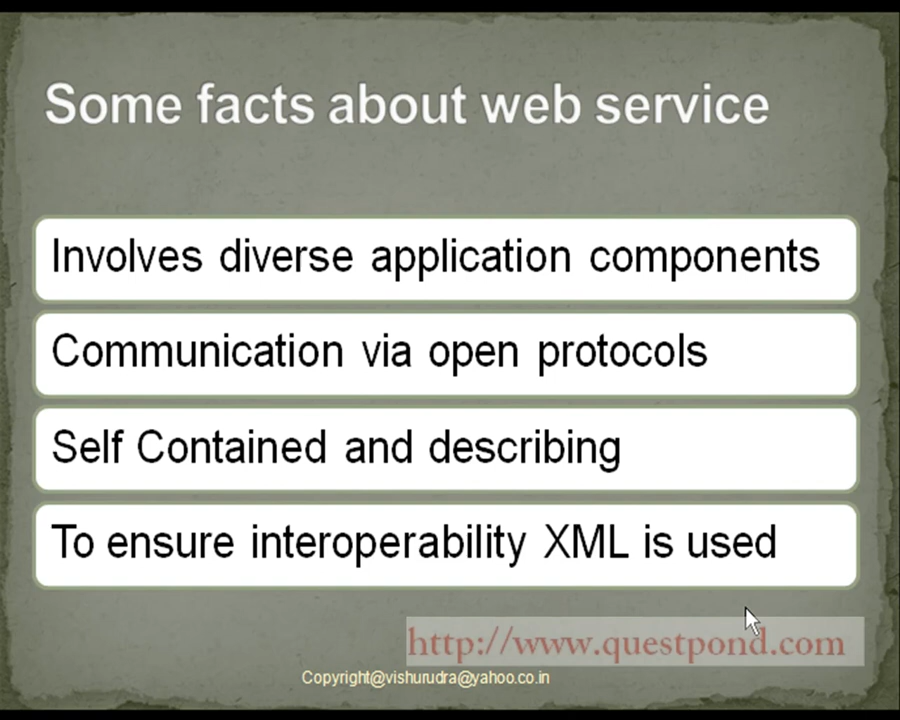 Some facts about web service
Involves diverse application components
Communication via open protocols
Self Contained and describing
To ensure interoperability XML is used
http://www.questpond.com
Copyright@vishurudra@yahoo.co.in